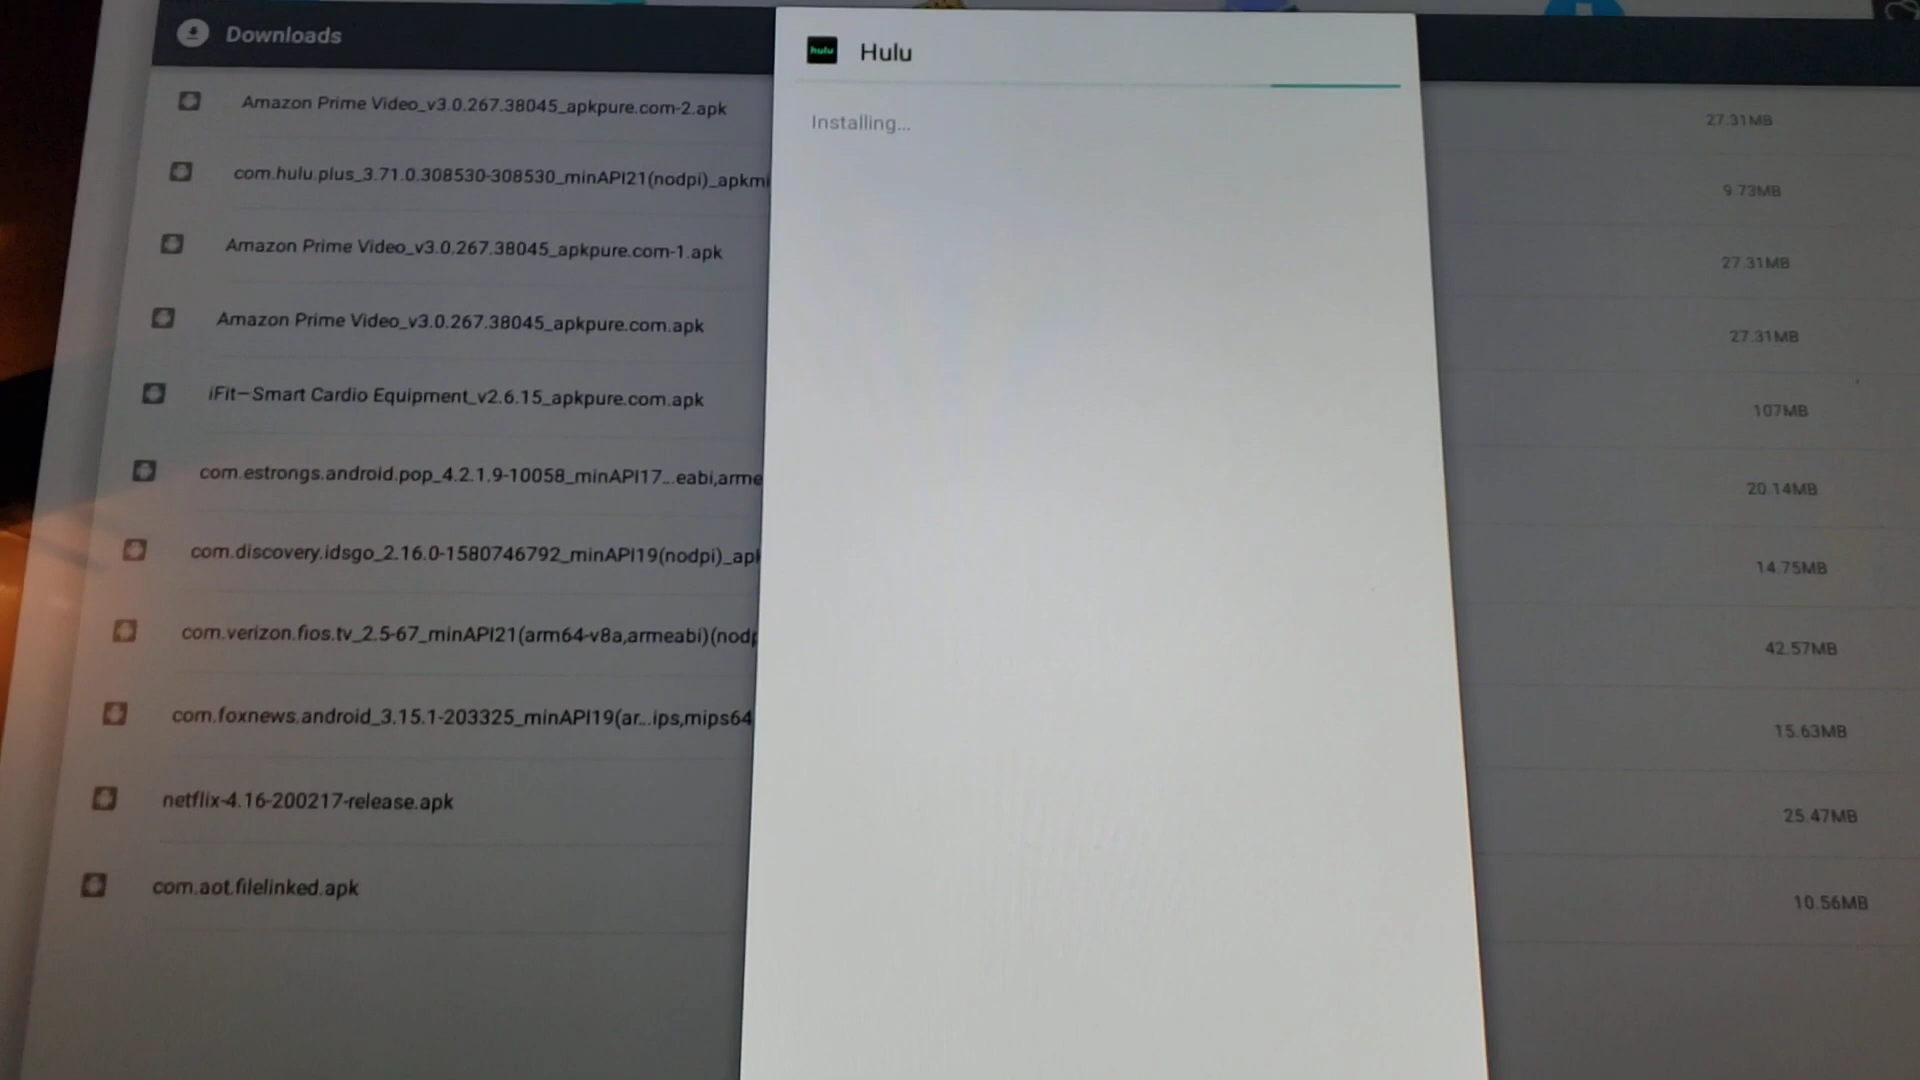 Downloads
hulu
Hulu
Installing...
Amazon Prime Video_v3.0.267.38045_apkpure.com-2.apk
27.31MB
com.hulu.plus_3.71.0.308530-308530_minAPI21(nodpi)_apkmi
9.73MB
Amazon Prime Video_v3.0.267.38045_apkpure.com-1.apk
27.31MB
Amazon Prime Video_v3.0.267.38045_apkpure.com.apk
27.31MB
iFit–Smart Cardio Equipment_v2.6.15_apkpure.com.apk
107MB
com.estrongs.android.pop_4.2.1.9-10058_minAPI17...eabi,arme
20.14MB
com.discovery.idsgo_2.16.0-1580746792_minAPI19(nodpi)_apk
14.75MB
com.verizon.fios.tv_2.5-67_minAPI21(arm64-v8a,armeabi)(nodp
42.57MB
com.foxnews.android_3.15.1-203325_minAPI19(ar...ips,mips64
15.63MB
netflix-4.16-200217-release.apk
25.47MB
com.aot.filelinked.apk
10.56MB